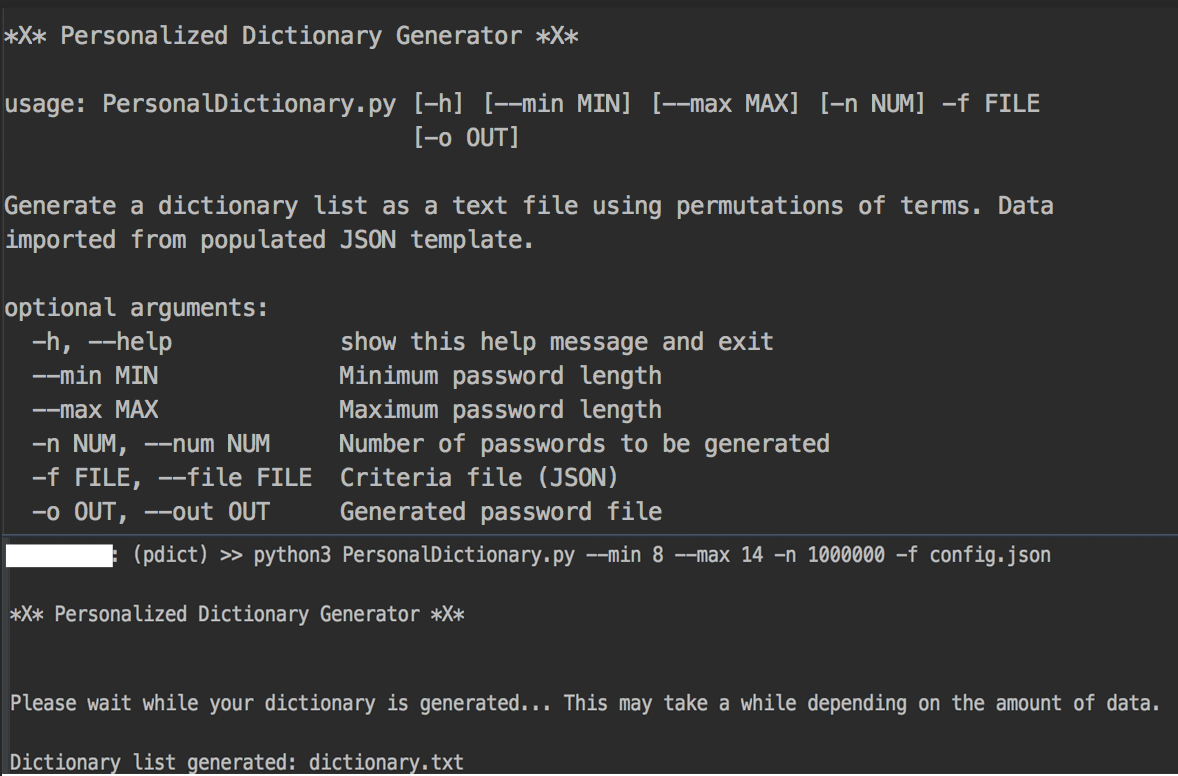 *X* Personalized Dictionary Generator *X*
usage: PersonalDictionary.py [-h] [--min MIN] [--max MAX] [-n NUM] -f FILE
[-o OUT]
Generate a dictionary list as a text file using permutations of terms. Data
imported from populated JSON template.
optional arguments:
-h, --help show this help message and exit
--min MIN Minimum password length
--max MAX Maximum password length
-n NUM, --num NUM Number of passwords to be generated
-f FILE, --file FILE Criteria file (JSON)
-o OUT, --out OUT Generated password file
: (pdict) >> python3 PersonalDictionary.py --min 8 --max 14 -n 1000000 -f config.json
*X* Personalized Dictionary Generator *X*
Please wait while your dictionary is generated... This may take a while depending on the amount of data.
Dictionary list generated: dictionary.txt